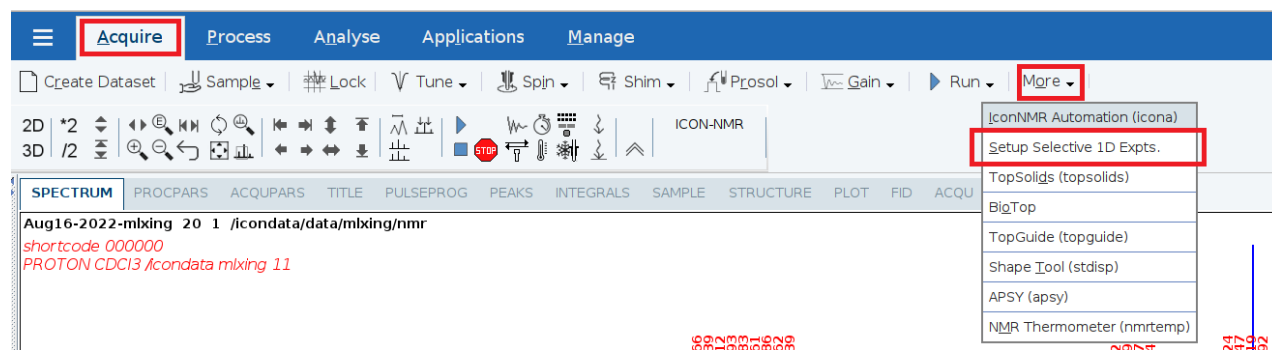 Acquire Process Analyse Applications Manage
Create Dataset Sample Lock Tune Spin Shim Prosol Gain Run More
2D *2
3D /2
STOP
ICON-NMR
IconNMR Automation (icona)
Setup Selective 1D Expts.
TopSolids (topsolids)
BioTop
TopGuide (topguide)
Shape Tool (stdisp)
APSY (apsy)
NMR Thermometer (nmrtemp)
SPECTRUM PROCPARS ACQUPARS TITLE PULSEPROG PEAKS INTEGRALS SAMPLE STRUCTURE PLOT FID ACQU
Aug16-2022-mlxing 20 1 /icondata/data/mlxing/nmr
shortcode 000000
PROTON CDCl3 /icondata mlxing 11